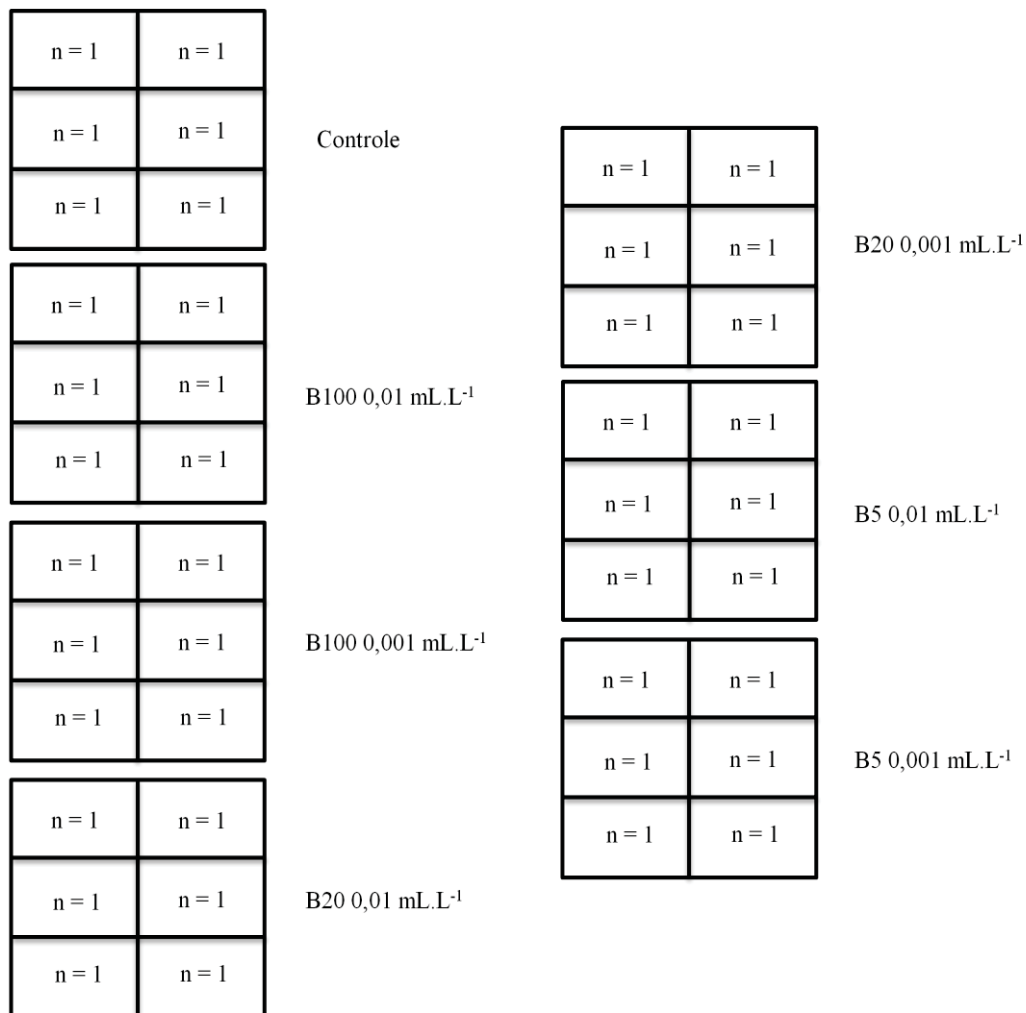 n = 1 n = 1
n = 1 n = 1
n = 1 n = 1
Controle
n = 1 n = 1
n = 1 n = 1
n = 1 n = 1
B100 0,01 mL.L⁻¹
n = 1 n = 1
n = 1 n = 1
n = 1 n = 1
B100 0,001 mL.L⁻¹
n = 1 n = 1
n = 1 n = 1
n = 1 n = 1
B20 0,01 mL.L⁻¹
n = 1 n = 1
n = 1 n = 1
n = 1 n = 1
B20 0,001 mL.L⁻¹
n = 1 n = 1
n = 1 n = 1
n = 1 n = 1
B5 0,01 mL.L⁻¹
n = 1 n = 1
n = 1 n = 1
n = 1 n = 1
B5 0,001 mL.L⁻¹